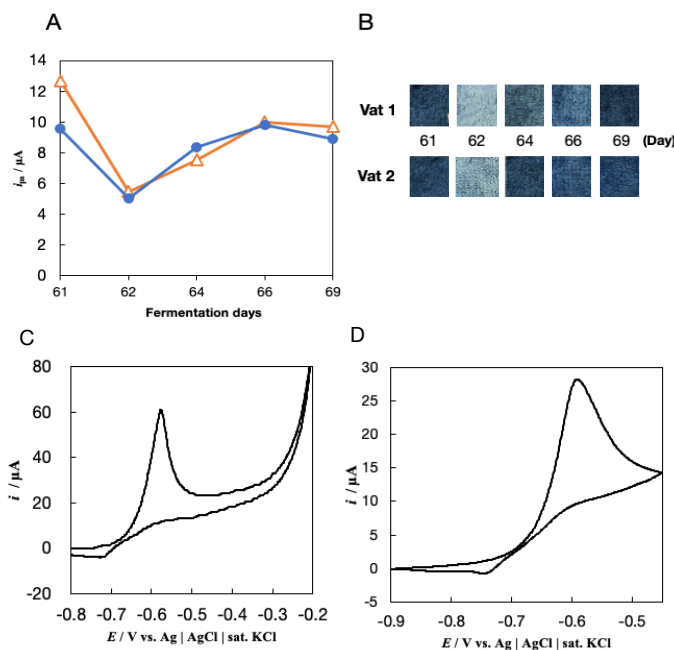 A
14
12
10
8
6
4
2
0
i_pa / μA
61 62 64 66 69
Fermentation days
B
Vat 1
61 62 64 66 69 (Day)
Vat 2
C
80
60
40
20
0
-20
i / μA
-0.8 -0.7 -0.6 -0.5 -0.4 -0.3 -0.2
E / V vs. Ag | AgCl | sat. KCl
D
30
25
20
15
10
5
0
-5
i / μA
-0.9 -0.8 -0.7 -0.6 -0.5
E / V vs. Ag | AgCl | sat. KCl